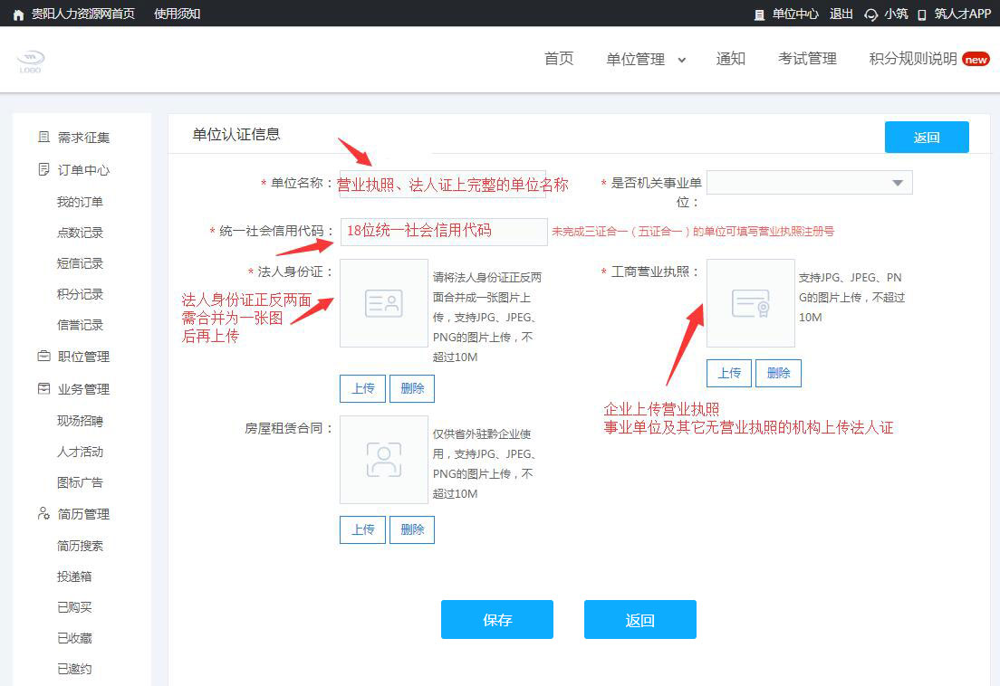 贵阳人力资源网首页 使用须知 单位中心 退出 小筑 筑人才APP
LOGO
首页 单位管理 通知 考试管理 积分规则说明 new
需求征集
订单中心
我的订单
点数记录
短信记录
积分记录
信誉记录
职位管理
业务管理
现场招聘
人才活动
图标广告
简历管理
简历搜索
投递箱
已购买
已收藏
已邀约
单位认证信息
返回
* 单位名称：
营业执照、法人证上完整的单位名称
* 是否机关事业单
位：
* 统一社会信用代码：
18位统一社会信用代码
未完成三证合一（五证合一）的单位可填写营业执照注册号
* 法人身份证：
请将法人身份证正反两
面合并成一张图片上
传，支持JPG、JPEG、
PNG的图片上传，不
超过10M
法人身份证正反两面
需合并为一张图
后再上传
上传 删除
* 工商营业执照：
支持JPG、JPEG、PN
G的图片上传，不超过
10M
上传 删除
企业上传营业执照
事业单位及其它无营业执照的机构上传法人证
房屋租赁合同：
仅供省外驻黔企业使
用，支持JPG、JPEG、
PNG的图片上传，不
超过10M
上传 删除
保存 返回